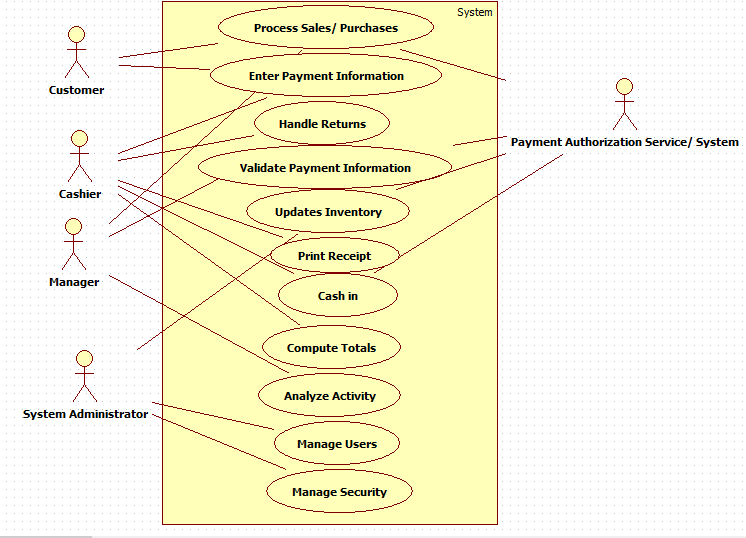 System
Process Sales/ Purchases
Customer
Enter Payment Information
Handle Returns
Payment Authorization Service/ System
Cashier
Validate Payment Information
Updates Inventory
Print Receipt
Manager
Cash in
Compute Totals
Analyze Activity
System Administrator
Manage Users
Manage Security